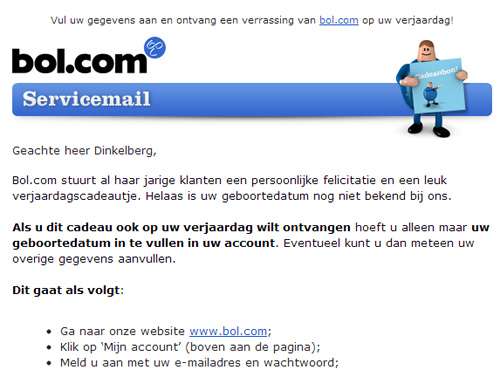 Vul uw gegevens aan en ontvang een verrassing van bol.com op uw verjaardag!
bol.com
Servicemail
Cadeaubon!
Geachte heer Dinkelberg,
Bol.com stuurt al haar jarige klanten een persoonlijke felicitatie en een leuk
verjaardagscadeautje. Helaas is uw geboortedatum nog niet bekend bij ons.
Als u dit cadeau ook op uw verjaardag wilt ontvangen hoeft u alleen maar uw
geboortedatum in te vullen in uw account. Eventueel kunt u dan meteen uw
overige gegevens aanvullen.
Dit gaat als volgt:
• Ga naar onze website www.bol.com;
• Klik op ‘Mijn account’ (boven aan de pagina);
• Meld u aan met uw e-mailadres en wachtwoord;